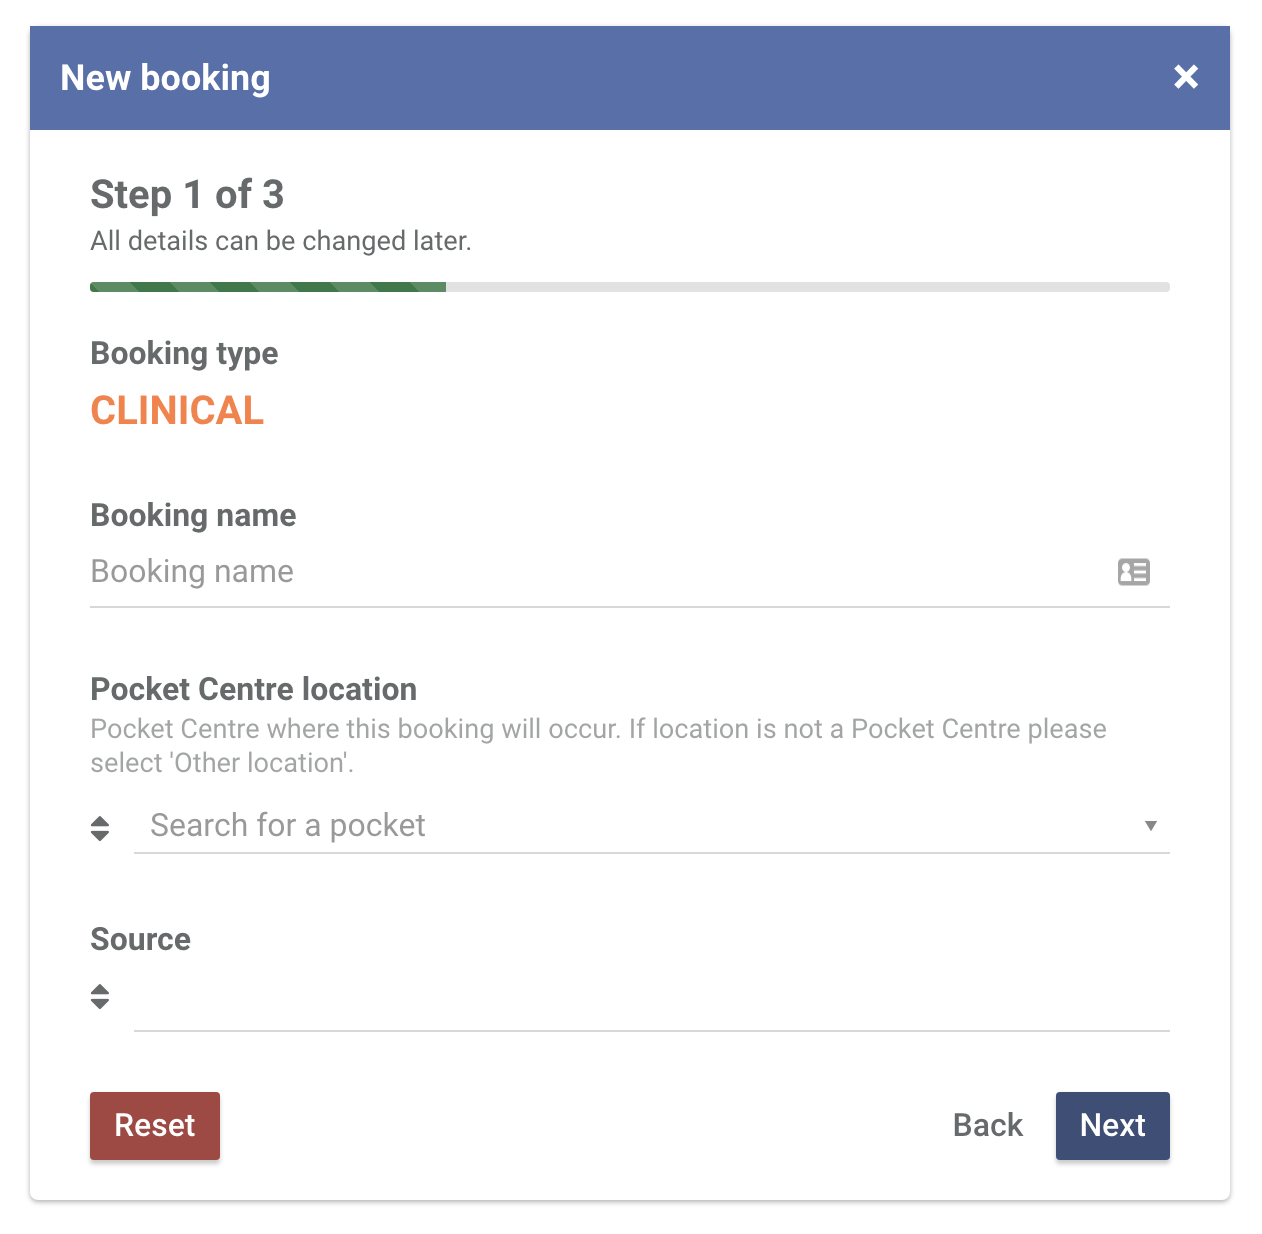 New booking
Step 1 of 3
All details can be changed later.
Booking type
CLINICAL
Booking name
Booking name
Pocket Centre location
Pocket Centre where this booking will occur. If location is not a Pocket Centre please
select 'Other location'.
Search for a pocket
Source
Reset
Back
Next